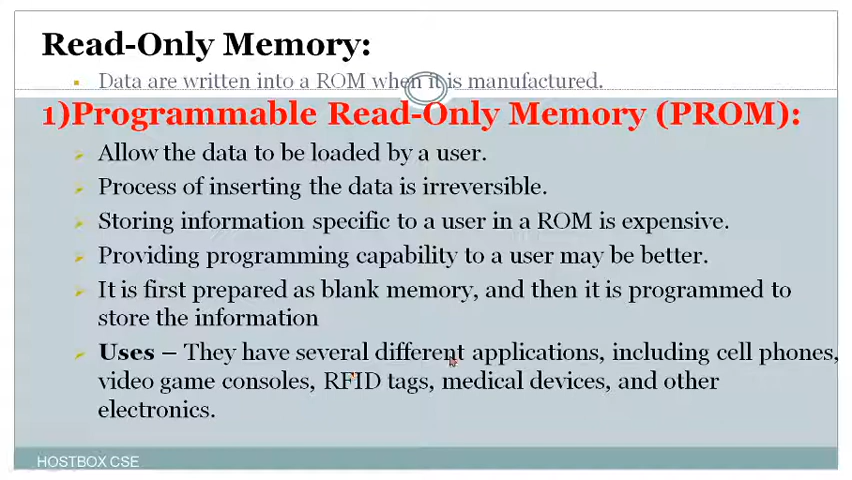 Read-Only Memory:
Data are written into a ROM when it is manufactured.
1)Programmable Read-Only Memory (PROM):
Allow the data to be loaded by a user.
Process of inserting the data is irreversible.
Storing information specific to a user in a ROM is expensive.
Providing programming capability to a user may be better.
It is first prepared as blank memory, and then it is programmed to
store the information
Uses – They have several different applications, including cell phones,
video game consoles, RFID tags, medical devices, and other
electronics.
HOSTBOX CSE